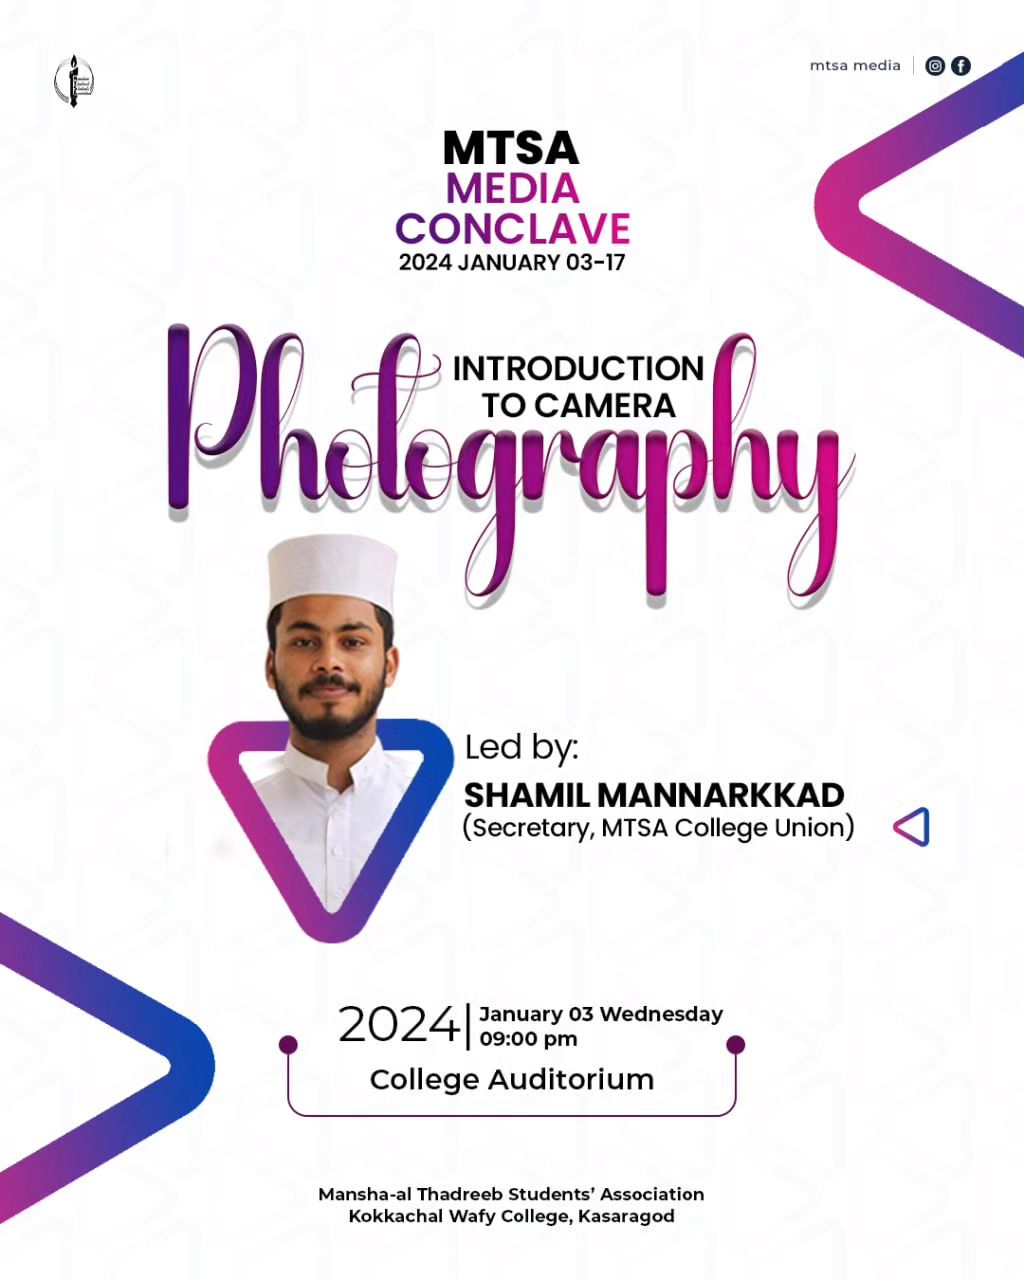 mtsa media
MTSA
MEDIA
CONCLAVE
2024 JANUARY 03-17
INTRODUCTION
TO CAMERA
Photography
Led by:
SHAMIL MANNARKKAD
(Secretary, MTSA College Union)
2024
January 03 Wednesday
09:00 pm
College Auditorium
Mansha-al Thadreeb Students’ Association
Kokkachal Wafy College, Kasaragod